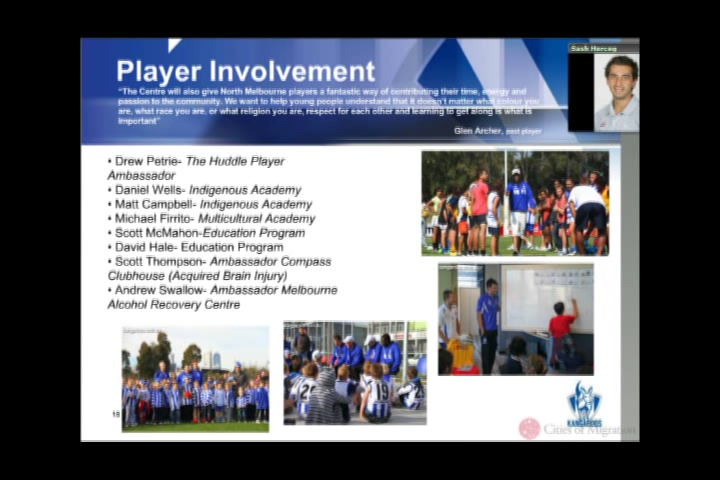 Sash Herceg
Player Involvement
"The Centre will also give North Melbourne players a fantastic way of contributing their time, energy and
passion to the community. We want to help young people understand that it doesn't matter what colour you
are, what race you are, or what religion you are, respect for each other and learning to get along is what is
important"
Glen Archer, past player
• Drew Petrie- The Huddle Player
Ambassador
• Daniel Wells- Indigenous Academy
• Matt Campbell- Indigenous Academy
• Michael Firrito- Multicultural Academy
• Scott McMahon-Education Program
• David Hale- Education Program
• Scott Thompson- Ambassador Compass
Clubhouse (Acquired Brain Injury)
• Andrew Swallow- Ambassador Melbourne
Alcohol Recovery Centre
19
18
KANGAROOS
Cities of Migration